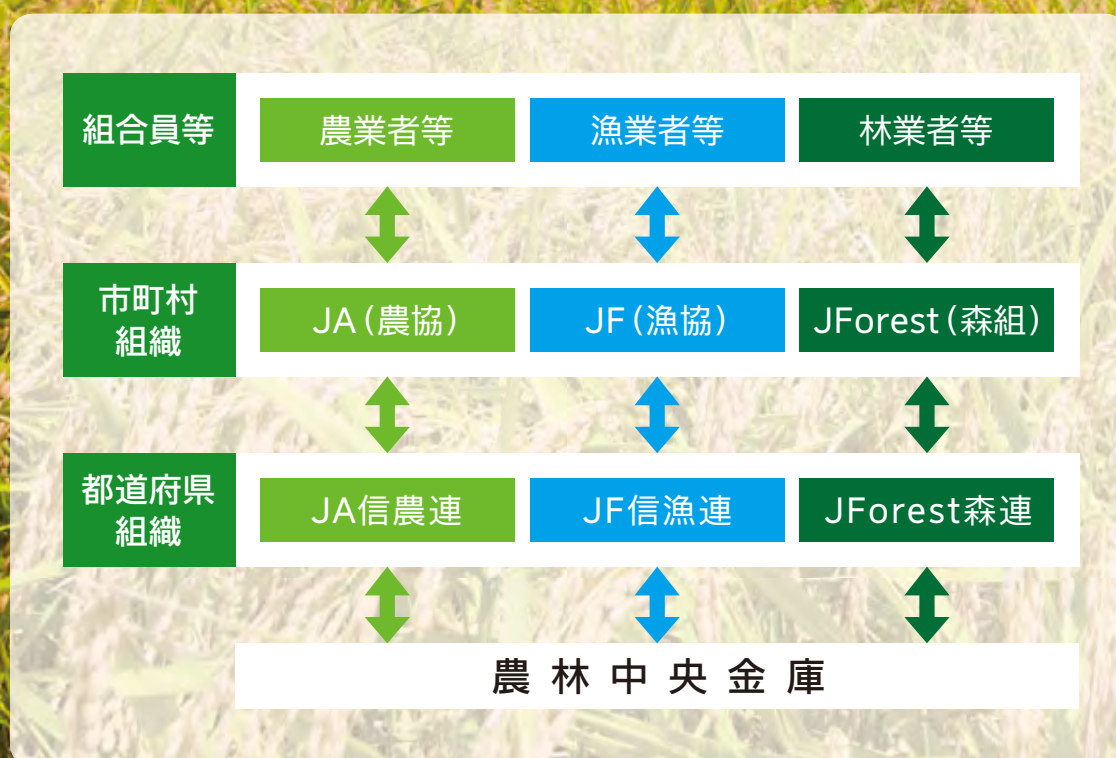 組合員等
農業者等
漁業者等
林業者等
市町村
組織
JA（農協）
JF（漁協）
JForest（森組）
都道府県
組織
JA信農連
JF信漁連
JForest森連
農林中央金庫